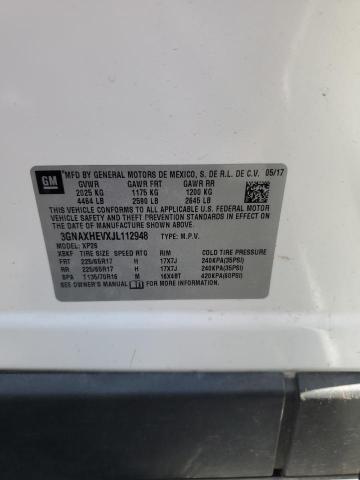 GM
MFD BY GENERAL MOTORS DE MEXICO, S. DE R.L. DE C.V. 05/17
GVWR GAWR FRT GAWR RR
2025 KG 1175 KG 1200 KG
4464 LB 2590 LB 2645 LB
THIS VEHICLE CONFORMS TO ALL APPLICABLE U.S. FEDERAL MOTOR
VEHICLE SAFETY AND THEFT PREVENTION STANDARDS IN EFFECT ON
THE DATE OF MANUFACTURE SHOWN ABOVE.
3GNAXHEVXJL112948 TYPE: M.P.V.
MODEL: XP26
XBKF TIRE SIZE SPEED RTG RIM COLD TIRE PRESSURE
FRT 225/65R17 H 17X7J 240KPA(35PSI)
RR 225/65R17 H 17X7J 240KPA(35PSI)
SPA T135/70R16 M 16X4BT 420KPA(60PSI)
SEE OWNER'S MANUAL